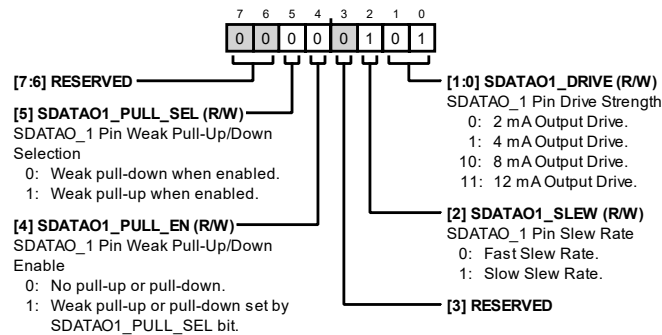 7 6 5 4 3 2 1 0
0 0 0 0 0 1 0 1
[7:6] RESERVED
[5] SDATAO1_PULL_SEL (R/W)
SDATAO_1 Pin Weak Pull-Up/Down
Selection
0: Weak pull-down when enabled.
1: Weak pull-up when enabled.
[4] SDATAO1_PULL_EN (R/W)
SDATAO_1 Pin Weak Pull-Up/Down
Enable
0: No pull-up or pull-down.
1: Weak pull-up or pull-down set by
SDATAO1_PULL_SEL bit.
[1:0] SDATAO1_DRIVE (R/W)
SDATAO_1 Pin Drive Strength
0: 2 mA Output Drive.
1: 4 mA Output Drive.
10: 8 mA Output Drive.
11: 12 mA Output Drive.
[2] SDATAO1_SLEW (R/W)
SDATAO_1 Pin Slew Rate
0: Fast Slew Rate.
1: Slow Slew Rate.
[3] RESERVED